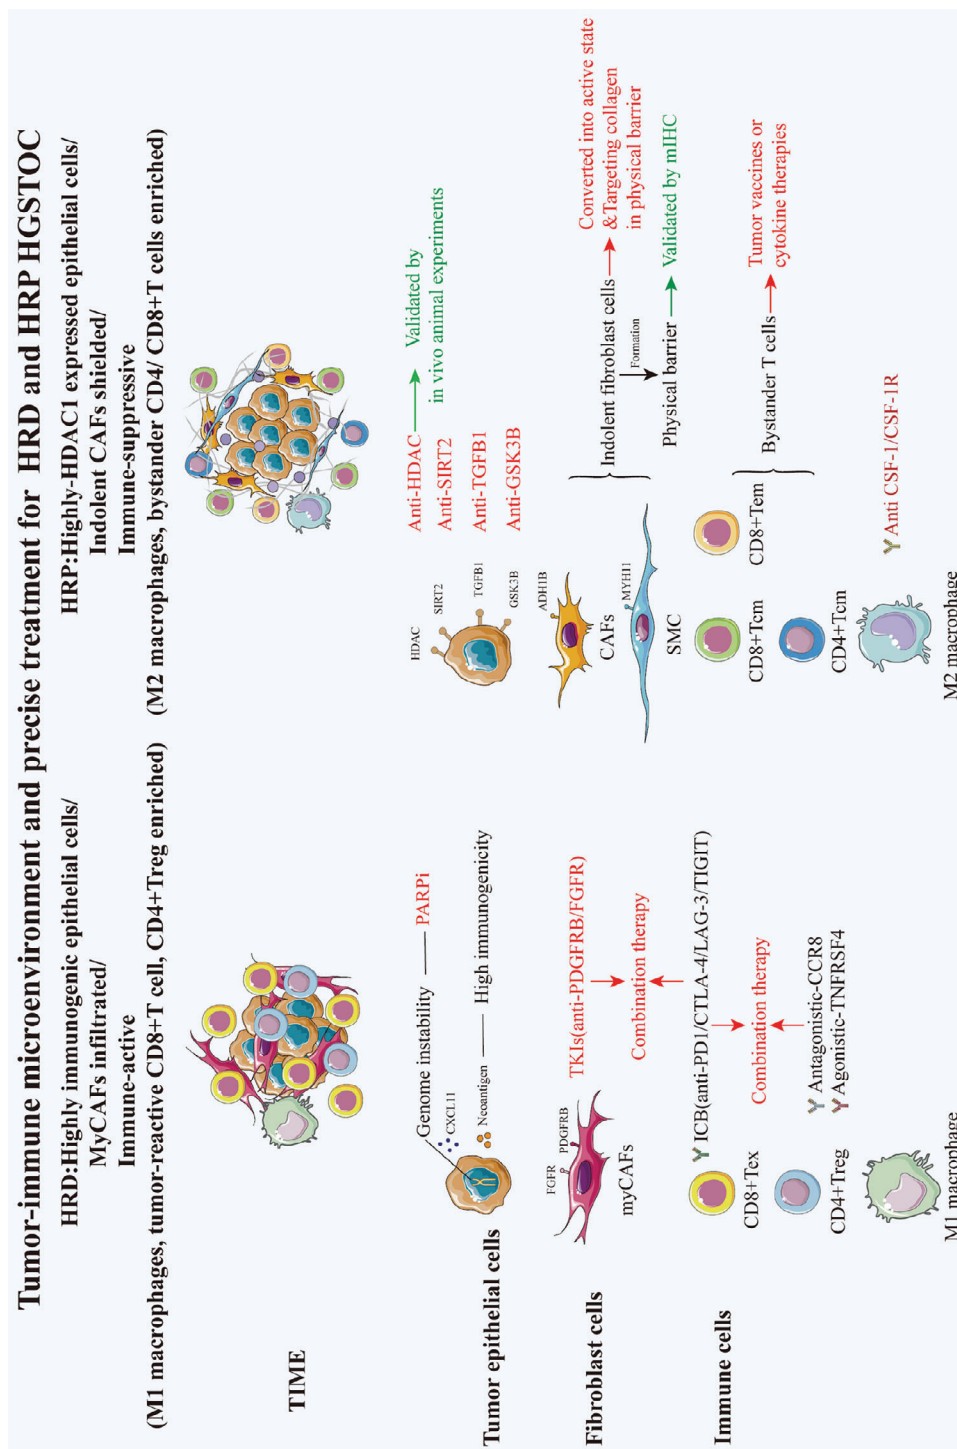 Tumor-immune microenvironment and precise treatment for HRD and HRP HGSTOC
HRD:Highly immunogenic epithelial cells/
MyCAFs infiltrated/
Immune-active
(M1 macrophages, tumor-reactive CD8+T cell, CD4+Treg enriched)
HRP:Highly-HDAC1 expressed epithelial cells/
Indolent CAFs shielded/
Immune-suppressive
(M2 macrophages, bystander CD4/ CD8+T cells enriched)
TIME
Tumor epithelial cells
Genome instability
PARPi
CXCL11
Neoantigen
High immunogenicity
HDAC
SIRT2
TGFB1
GSK3B
Anti-HDAC
Anti-SIRT2
Anti-TGFB1
Anti-GSK3B
Validated by
in vivo animal experiments
Fibroblast cells
FGFR
PDGFRB
myCAFs
TKIs(anti-PDGFRB/FGFR)
Combination therapy
ADH1B
CAFs
MYH11
SMC
Indolent fibroblast cells
Formation
Physical barrier
Converted into active state
&Targeting collagen
in physical barrier
Validated by mIHC
Immune cells
CD8+Tex
ICB(anti-PD1/CTLA-4/LAG-3/TIGIT)
Combination therapy
CD4+Treg
Antagonistic-CCR8
Agonistic-TNFRSF4
M1 macrophage
CD8+Tcm
CD8+Tem
CD4+Tcm
Bystander T cells
Tumor vaccines or
cytokine therapies
M2 macrophage
Anti CSF-1/CSF-1R